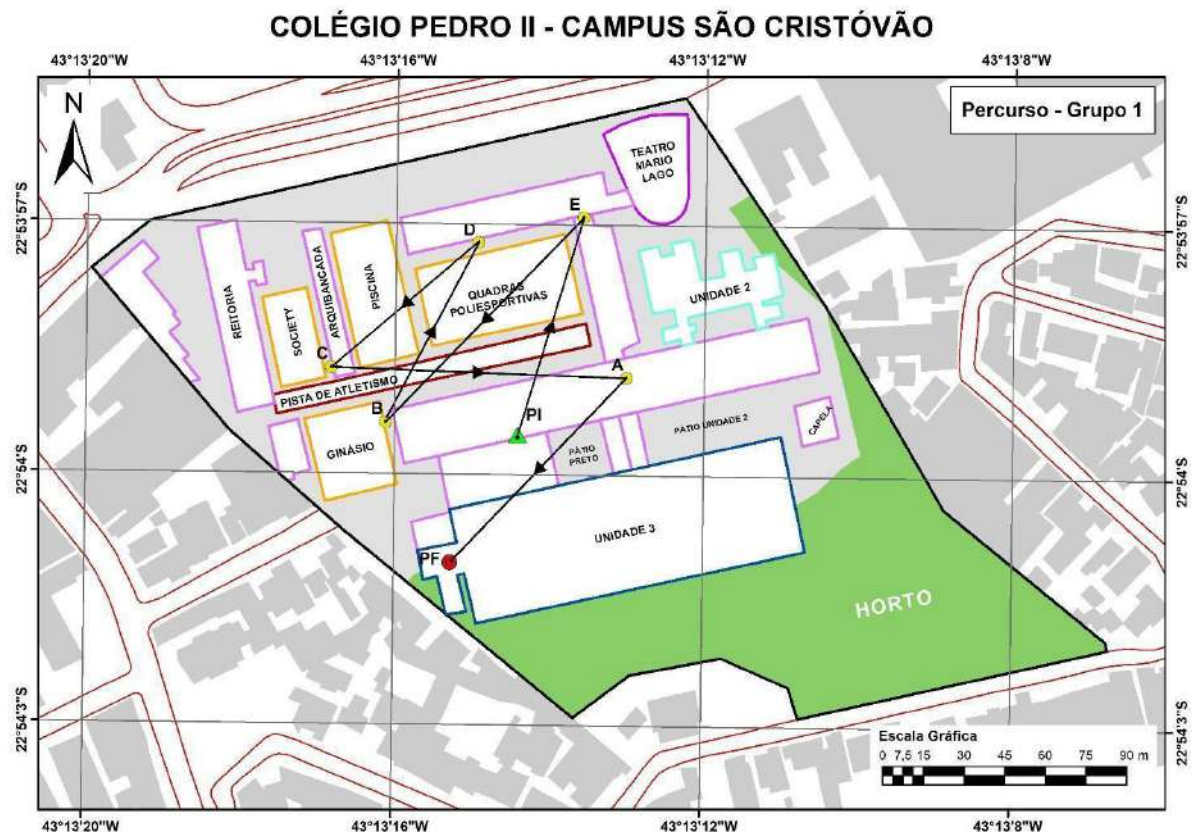 COLÉGIO PEDRO II - CAMPUS SÃO CRISTÓVÃO
43°13'20"W
43°13'16"W
43°13'12"W
43°13'8"W
N
Percurso - Grupo 1
TEATRO
MARIO
LAGO
22°53'57"S
22°53'57"S
E
D
REITORIA
SOCIETY
ARQUIBANCADA
PISCINA
QUADRAS
POLIESPORTIVAS
UNIDADE 2
C
A
PISTA DE ATLETISMO
B
PI
GINÁSIO
PÁTIO
PRETO
PÁTIO UNIDADE 2
CAPELA
22°54'S
22°54'S
UNIDADE 3
PF
HORTO
22°54'3"S
22°54'3"S
Escala Gráfica
0 7,5 15 30 45 60 75 90 m
43°13'20"W
43°13'16"W
43°13'12"W
43°13'8"W